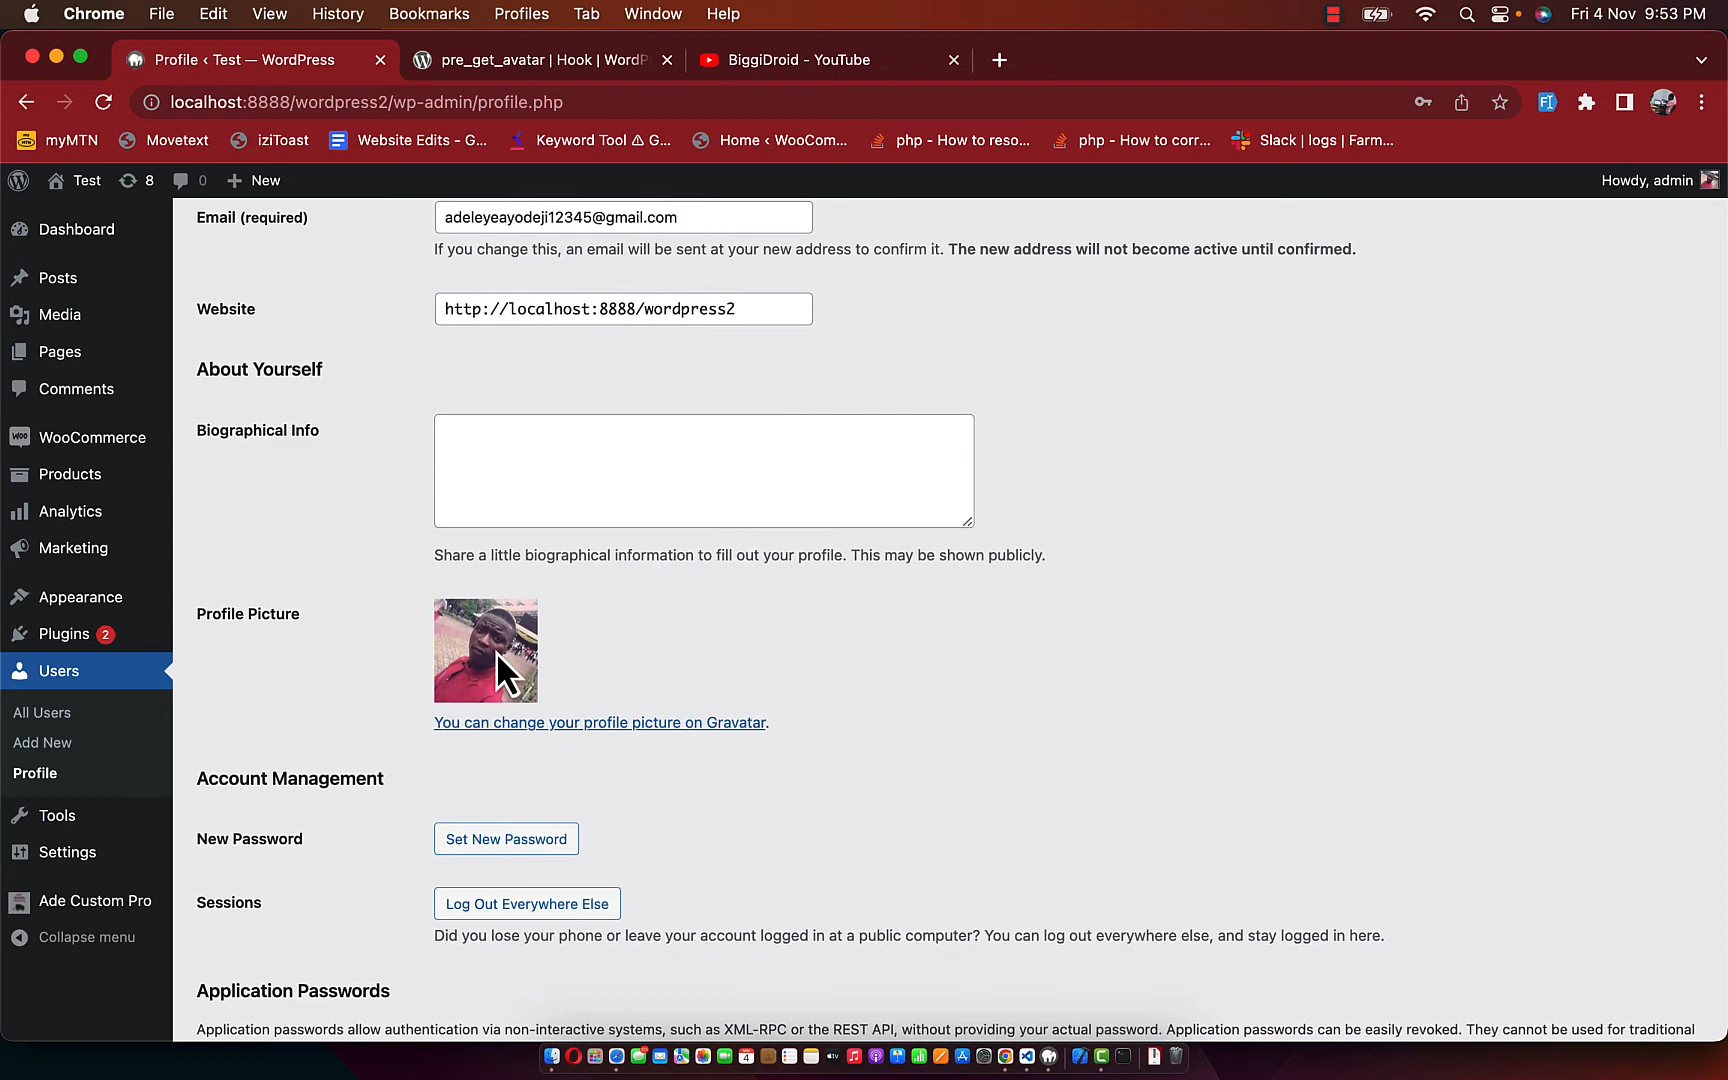 Chrome File Edit View History Bookmarks Profiles Tab Window Help Fri 4 Nov 9:53 PM
Profile ‹ Test — WordPress pre_get_avatar | Hook | WordP BiggiDroid - YouTube
localhost:8888/wordpress2/wp-admin/profile.php
myMTN Movetext iziToast Website Edits - G... Keyword Tool ⚠ G... Home ‹ WooCom... php - How to reso... php - How to corr... Slack | logs | Farm...
Test 8 0 + New Howdy, admin
Dashboard
Posts
Media
Pages
Comments
WooCommerce
Products
Analytics
Marketing
Appearance
Plugins 2
Users
All Users
Add New
Profile
Tools
Settings
Ade Custom Pro
Collapse menu
Email (required) adeleyeayodeji12345@gmail.com
If you change this, an email will be sent at your new address to confirm it. The new address will not become active until confirmed.
Website http://localhost:8888/wordpress2
About Yourself
Biographical Info
Share a little biographical information to fill out your profile. This may be shown publicly.
Profile Picture
You can change your profile picture on Gravatar.
Account Management
New Password Set New Password
Sessions Log Out Everywhere Else
Did you lose your phone or leave your account logged in at a public computer? You can log out everywhere else, and stay logged in here.
Application Passwords
Application passwords allow authentication via non-interactive systems, such as XML-RPC or the REST API, without providing your actual password. Application passwords can be easily revoked. They cannot be used for traditional